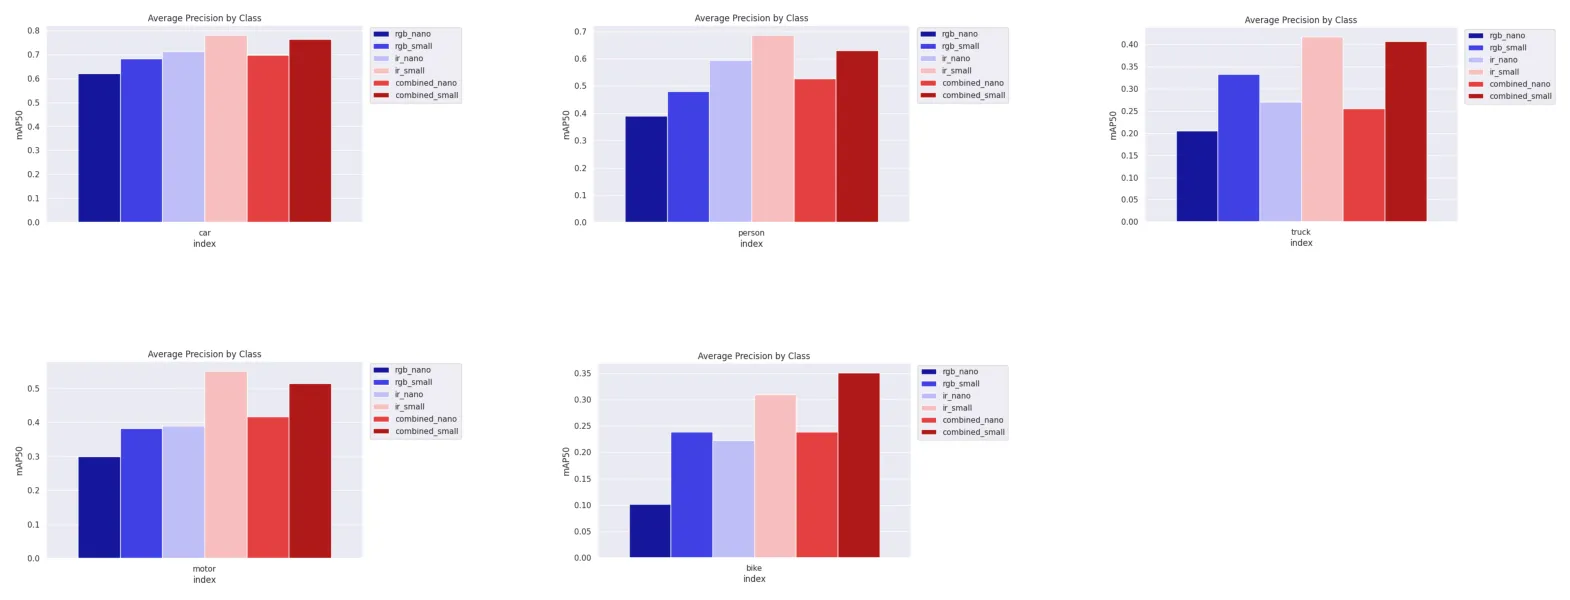 Average Precision by Class
0.8
0.7
0.6
0.5
0.4
0.3
0.2
0.1
0.0
mAP50
car
index
rgb_nano
rgb_small
ir_nano
ir_small
combined_nano
combined_small
Average Precision by Class
0.7
0.6
0.5
0.4
0.3
0.2
0.1
0.0
mAP50
person
index
rgb_nano
rgb_small
ir_nano
ir_small
combined_nano
combined_small
Average Precision by Class
0.40
0.35
0.30
0.25
0.20
0.15
0.10
0.05
0.00
mAP50
truck
index
rgb_nano
rgb_small
ir_nano
ir_small
combined_nano
combined_small
Average Precision by Class
0.5
0.4
0.3
0.2
0.1
0.0
mAP50
motor
index
rgb_nano
rgb_small
ir_nano
ir_small
combined_nano
combined_small
Average Precision by Class
0.35
0.30
0.25
0.20
0.15
0.10
0.05
0.00
mAP50
bike
index
rgb_nano
rgb_small
ir_nano
ir_small
combined_nano
combined_small